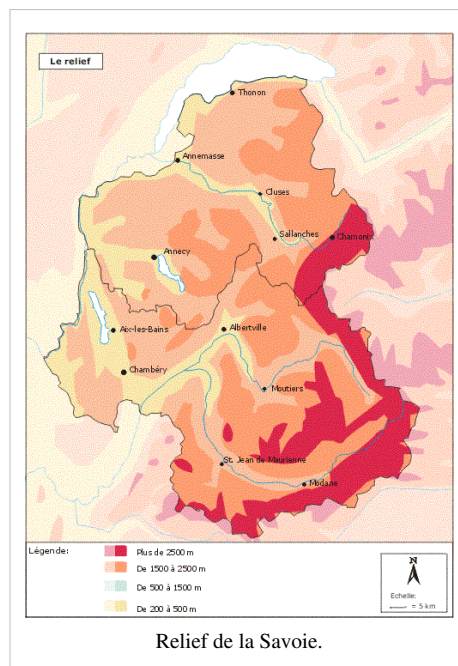 Le relief
Thonon
Annemasse
Cluses
Sallanches
Chamonix
Annecy
Aix-les-Bains
Albertville
Chambéry
Moutiers
St. Jean de Maurienne
Modane
Légende:
Plus de 2500 m
De 1500 à 2500 m
De 500 à 1500 m
De 200 à 500 m
N
Echelle:
= 5 km
Relief de la Savoie.